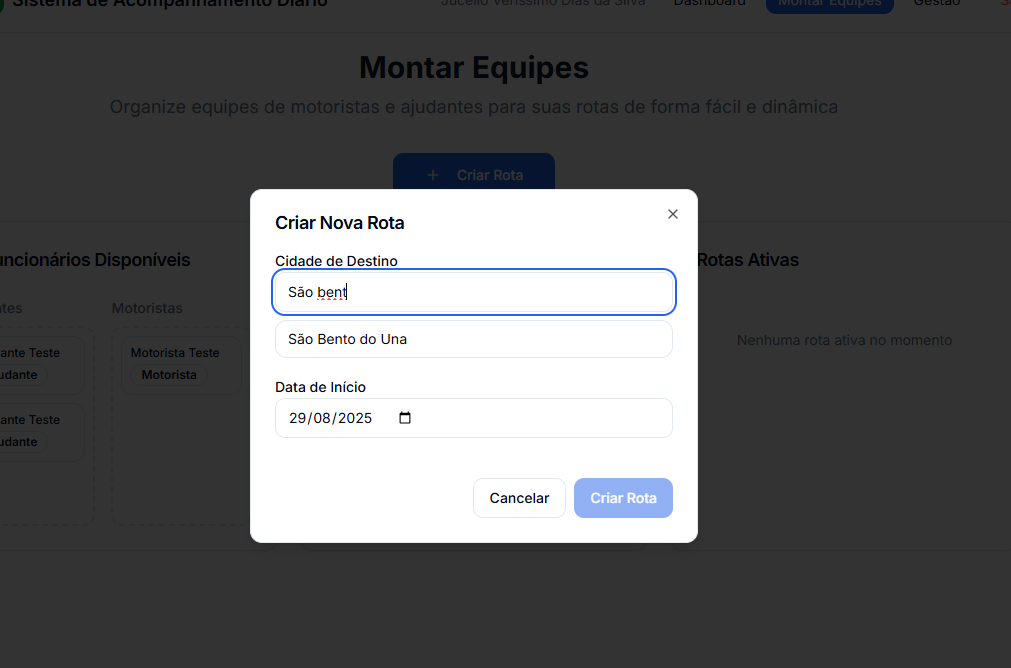 Sistema de Acompanhamento Diário
Jucelio Verissimo Dias da Silva
Dashboard
Montar Equipes
Gestão
Montar Equipes
Organize equipes de motoristas e ajudantes para suas rotas de forma fácil e dinâmica
+ Criar Rota
Criar Nova Rota
Cidade de Destino
São bent
São Bento do Una
Data de Início
29/08/2025
Cancelar
Criar Rota
uncionários Disponíveis
tes
Motoristas
ante Teste
udante
ante Teste
udante
Motorista Teste
Motorista
Rotas Ativas
Nenhuma rota ativa no momento